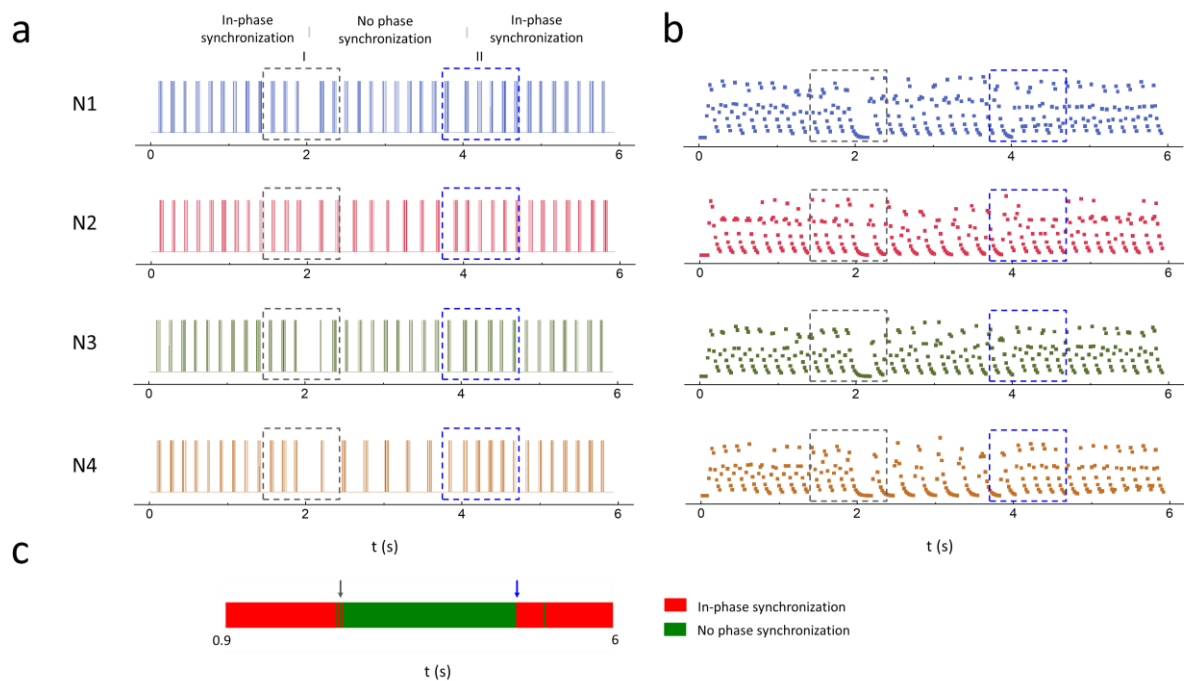 a
In-phase
synchronization
No phase
synchronization
In-phase
synchronization
I
II
N1
0 2 4 6
N2
0 2 4 6
N3
0 2 4 6
N4
0 2 4 6
t (s)
b
0 2 4 6
0 2 4 6
0 2 4 6
0 2 4 6
t (s)
c
0.9 6
t (s)
In-phase synchronization
No phase synchronization